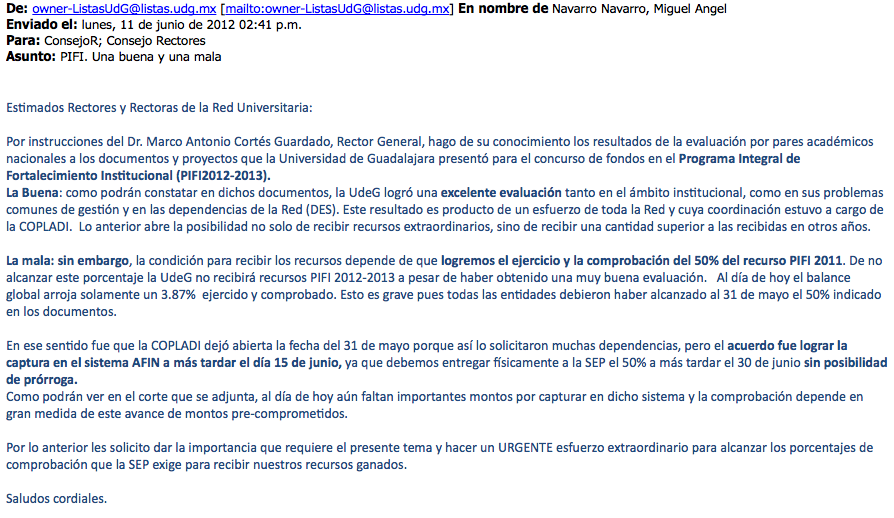 De: owner-ListasUdG@listas.udg.mx [mailto:owner-ListasUdG@listas.udg.mx] En nombre de Navarro Navarro, Miguel Angel
Enviado el: lunes, 11 de junio de 2012 02:41 p.m.
Para: ConsejoR; Consejo Rectores
Asunto: PIFI. Una buena y una mala
Estimados Rectores y Rectoras de la Red Universitaria:
Por instrucciones del Dr. Marco Antonio Cortés Guardado, Rector General, hago de su conocimiento los resultados de la evaluación por pares académicos
nacionales a los documentos y proyectos que la Universidad de Guadalajara presentó para el concurso de fondos en el Programa Integral de
Fortalecimiento Institucional (PIFI2012-2013).
La Buena: como podrán constatar en dichos documentos, la UdeG logró una excelente evaluación tanto en el ámbito institucional, como en sus problemas
comunes de gestión y en las dependencias de la Red (DES). Este resultado es producto de un esfuerzo de toda la Red y cuya coordinación estuvo a cargo de
la COPLADI. Lo anterior abre la posibilidad no solo de recibir recursos extraordinarios, sino de recibir una cantidad superior a las recibidas en otros años.
La mala: sin embargo, la condición para recibir los recursos depende de que logremos el ejercicio y la comprobación del 50% del recurso PIFI 2011. De no
alcanzar este porcentaje la UdeG no recibirá recursos PIFI 2012-2013 a pesar de haber obtenido una muy buena evaluación. Al día de hoy el balance
global arroja solamente un 3.87% ejercido y comprobado. Esto es grave pues todas las entidades debieron haber alcanzado al 31 de mayo el 50% indicado
en los documentos.
En ese sentido fue que la COPLADI dejó abierta la fecha del 31 de mayo porque así lo solicitaron muchas dependencias, pero el acuerdo fue lograr la
captura en el sistema AFIN a más tardar el día 15 de junio, ya que debemos entregar físicamente a la SEP el 50% a más tardar el 30 de junio sin posibilidad
de prórroga.
Como podrán ver en el corte que se adjunta, al día de hoy aún faltan importantes montos por capturar en dicho sistema y la comprobación depende en
gran medida de este avance de montos pre-comprometidos.
Por lo anterior les solicito dar la importancia que requiere el presente tema y hacer un URGENTE esfuerzo extraordinario para alcanzar los porcentajes de
comprobación que la SEP exige para recibir nuestros recursos ganados.
Saludos cordiales.